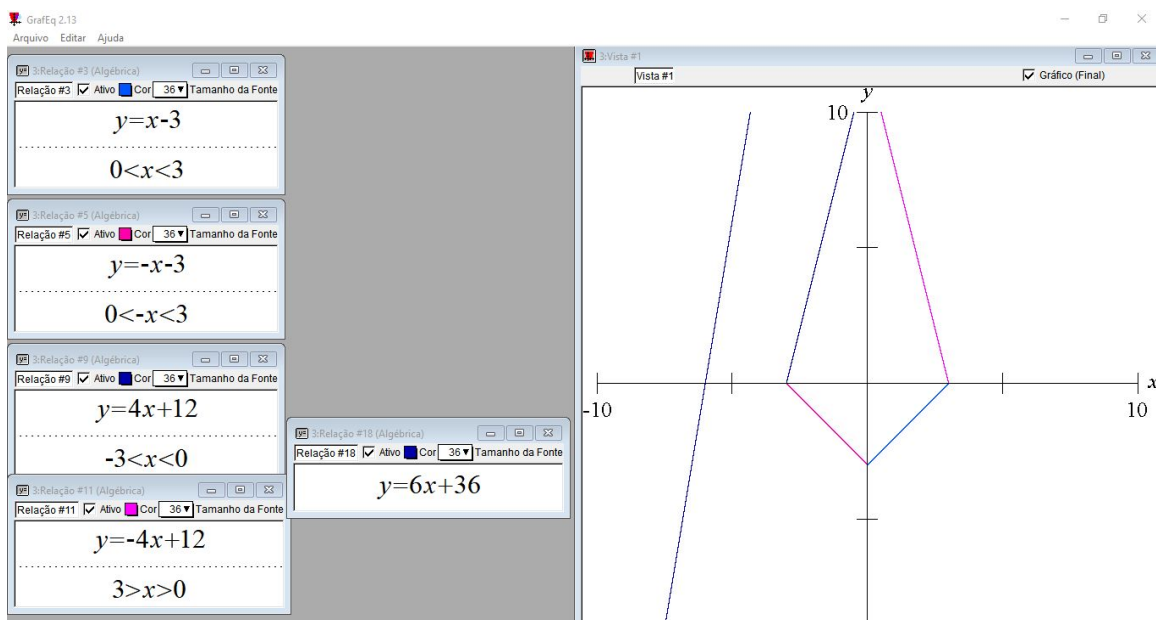 GrafEq 2.13
Arquivo Editar Ajuda
3:Relação #3 (Algébrica)
Relação #3 Ativo Cor 36 Tamanho da Fonte
y=x-3
0<x<3
3:Relação #5 (Algébrica)
Relação #5 Ativo Cor 36 Tamanho da Fonte
y=-x-3
0<-x<3
3:Relação #9 (Algébrica)
Relação #9 Ativo Cor 36 Tamanho da Fonte
y=4x+12
-3<x<0
3:Relação #11 (Algébrica)
Relação #11 Ativo Cor 36 Tamanho da Fonte
y=-4x+12
3>x>0
3:Relação #18 (Algébrica)
Relação #18 Ativo Cor 36 Tamanho da Fonte
y=6x+36
3:Vista #1
Vista #1 Gráfico (Final)
y
10
x
-10 10